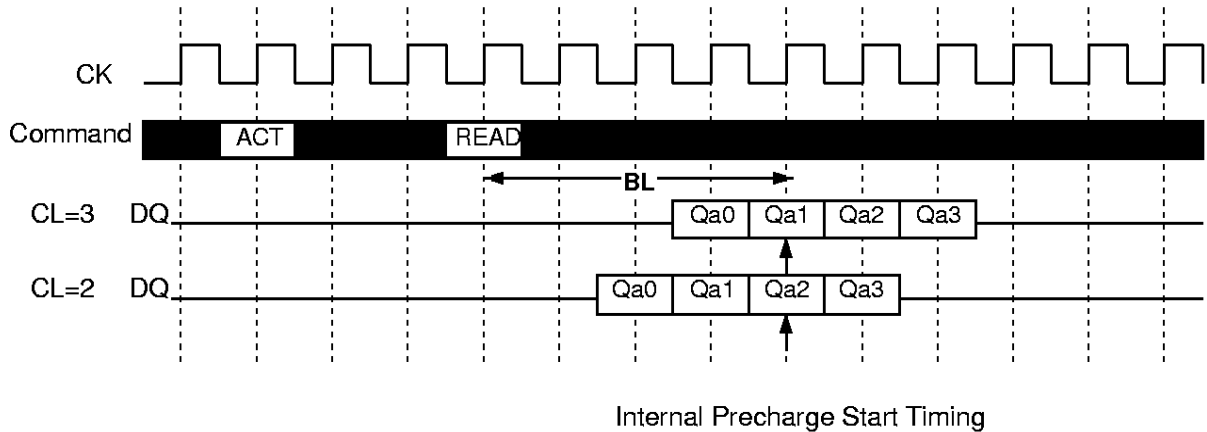 CK
Command ACT READ
BL
CL=3 DQ Qa0 Qa1 Qa2 Qa3
CL=2 DQ Qa0 Qa1 Qa2 Qa3
Internal Precharge Start Timing